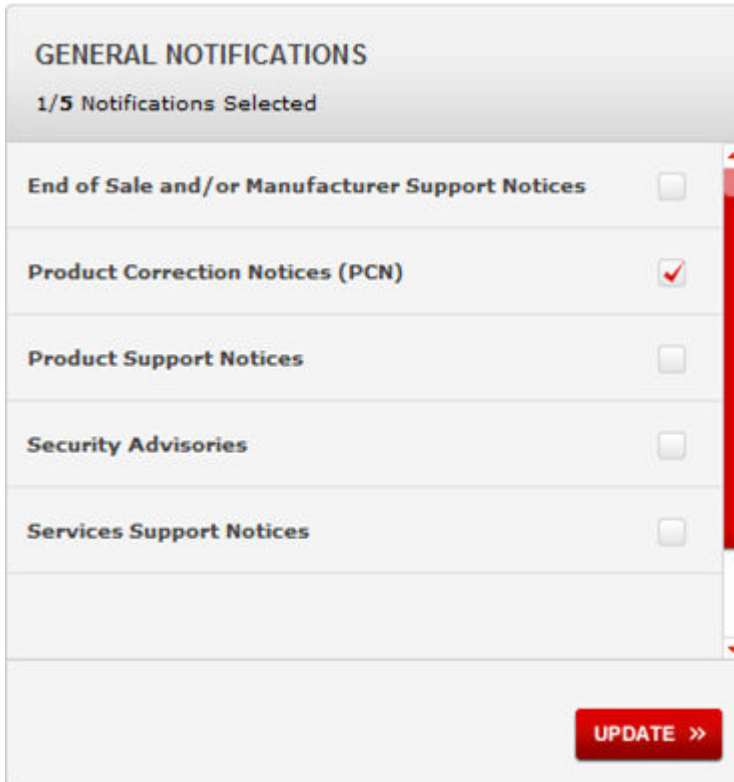 GENERAL NOTIFICATIONS
1/5 Notifications Selected
End of Sale and/or Manufacturer Support Notices
Product Correction Notices (PCN)
Product Support Notices
Security Advisories
Services Support Notices
UPDATE »